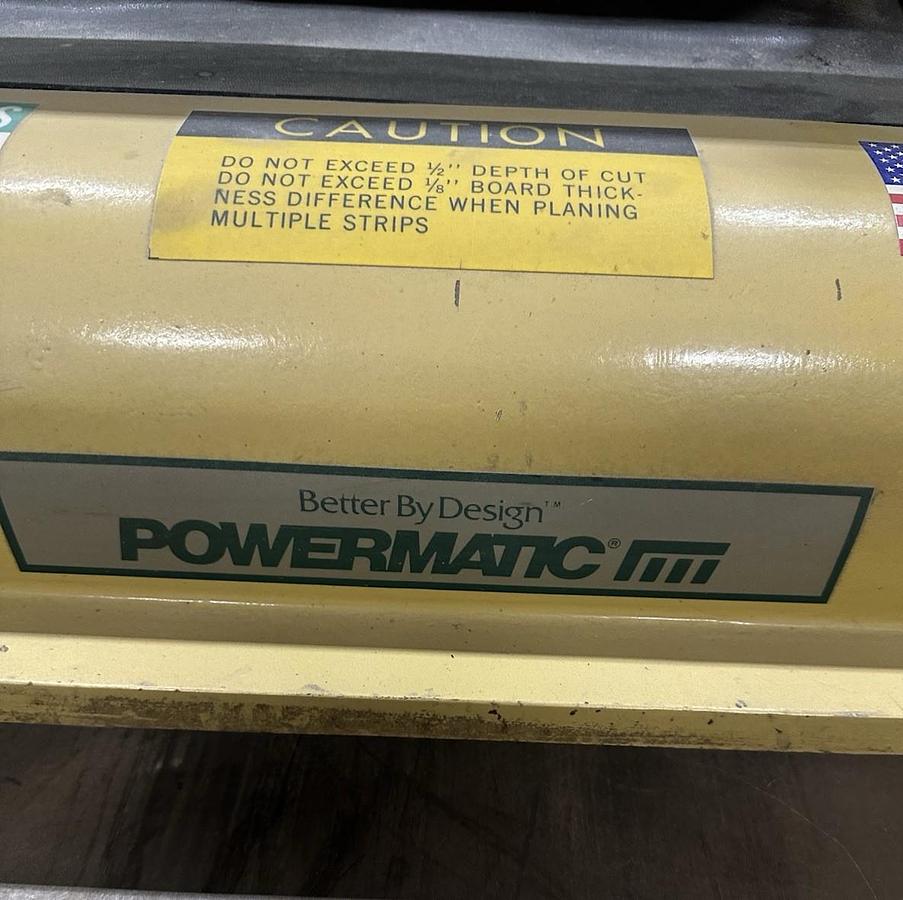 S
CAUTION
DO NOT EXCEED ½'' DEPTH OF CUT
DO NOT EXCEED ⅛'' BOARD THICK-
NESS DIFFERENCE WHEN PLANING
MULTIPLE STRIPS
Better By Design™
POWERMATIC®